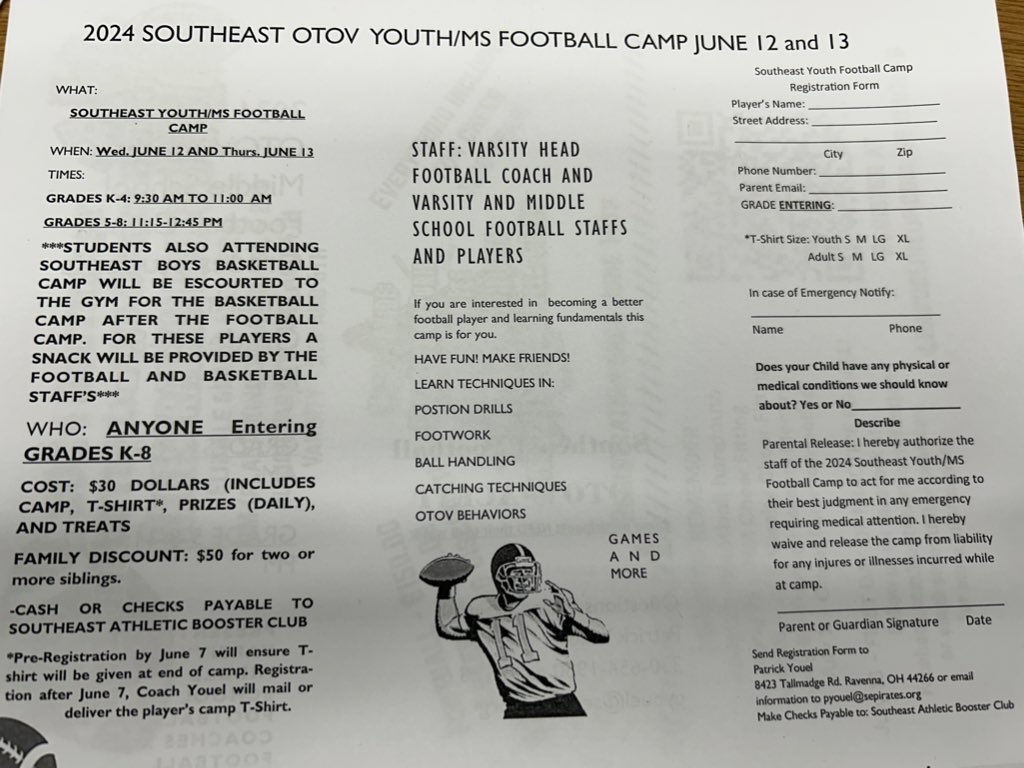 2024 SOUTHEAST OTOV YOUTH/MS FOOTBALL CAMP JUNE 12 and 13
WHAT:
SOUTHEAST YOUTH/MS FOOTBALL
CAMP
WHEN: Wed. JUNE 12 AND Thurs. JUNE 13
TIMES:
GRADES K-4: 9:30 AM TO 11:00 AM
GRADES 5-8: 11:15-12:45 PM
***STUDENTS ALSO ATTENDING
SOUTHEAST BOYS BASKETBALL
CAMP WILL BE ESCOURTED TO
THE GYM FOR THE BASKETBALL
CAMP AFTER THE FOOTBALL
CAMP. FOR THESE PLAYERS A
SNACK WILL BE PROVIDED BY THE
FOOTBALL AND BASKETBALL
STAFF'S***
WHO: ANYONE Entering
GRADES K-8
COST: $30 DOLLARS (INCLUDES
CAMP, T-SHIRT*, PRIZES (DAILY),
AND TREATS
FAMILY DISCOUNT: $50 for two or
more siblings.
-CASH OR CHECKS PAYABLE TO
SOUTHEAST ATHLETIC BOOSTER CLUB
*Pre-Registration by June 7 will ensure T-
shirt will be given at end of camp. Registra-
tion after June 7, Coach Youel will mail or
deliver the player's camp T-Shirt.
STAFF: VARSITY HEAD
FOOTBALL COACH AND
VARSITY AND MIDDLE
SCHOOL FOOTBALL STAFFS
AND PLAYERS
If you are interested in becoming a better
football player and learning fundamentals this
camp is for you.
HAVE FUN! MAKE FRIENDS!
LEARN TECHNIQUES IN:
POSTION DRILLS
FOOTWORK
BALL HANDLING
CATCHING TECHNIQUES
OTOV BEHAVIORS
GAMES
AND
MORE
11
Southeast Youth Football Camp
Registration Form
Player's Name:
Street Address:
City Zip
Phone Number:
Parent Email:
GRADE ENTERING:
*T-Shirt Size: Youth S M LG XL
Adult S M LG XL
In case of Emergency Notify:
Name Phone
Does your Child have any physical or
medical conditions we should know
about? Yes or No
Describe
Parental Release: I hereby authorize the
staff of the 2024 Southeast Youth/MS
Football Camp to act for me according to
their best judgment in any emergency
requiring medical attention. I hereby
waive and release the camp from liability
for any injures or illnesses incurred while
at camp.
Parent or Guardian Signature Date
Send Registration Form to
Patrick Youel
8423 Tallmadge Rd. Ravenna, OH 44266 or email
information to pyouel@sepirates.org
Make Checks Payable to: Southeast Athletic Booster Club